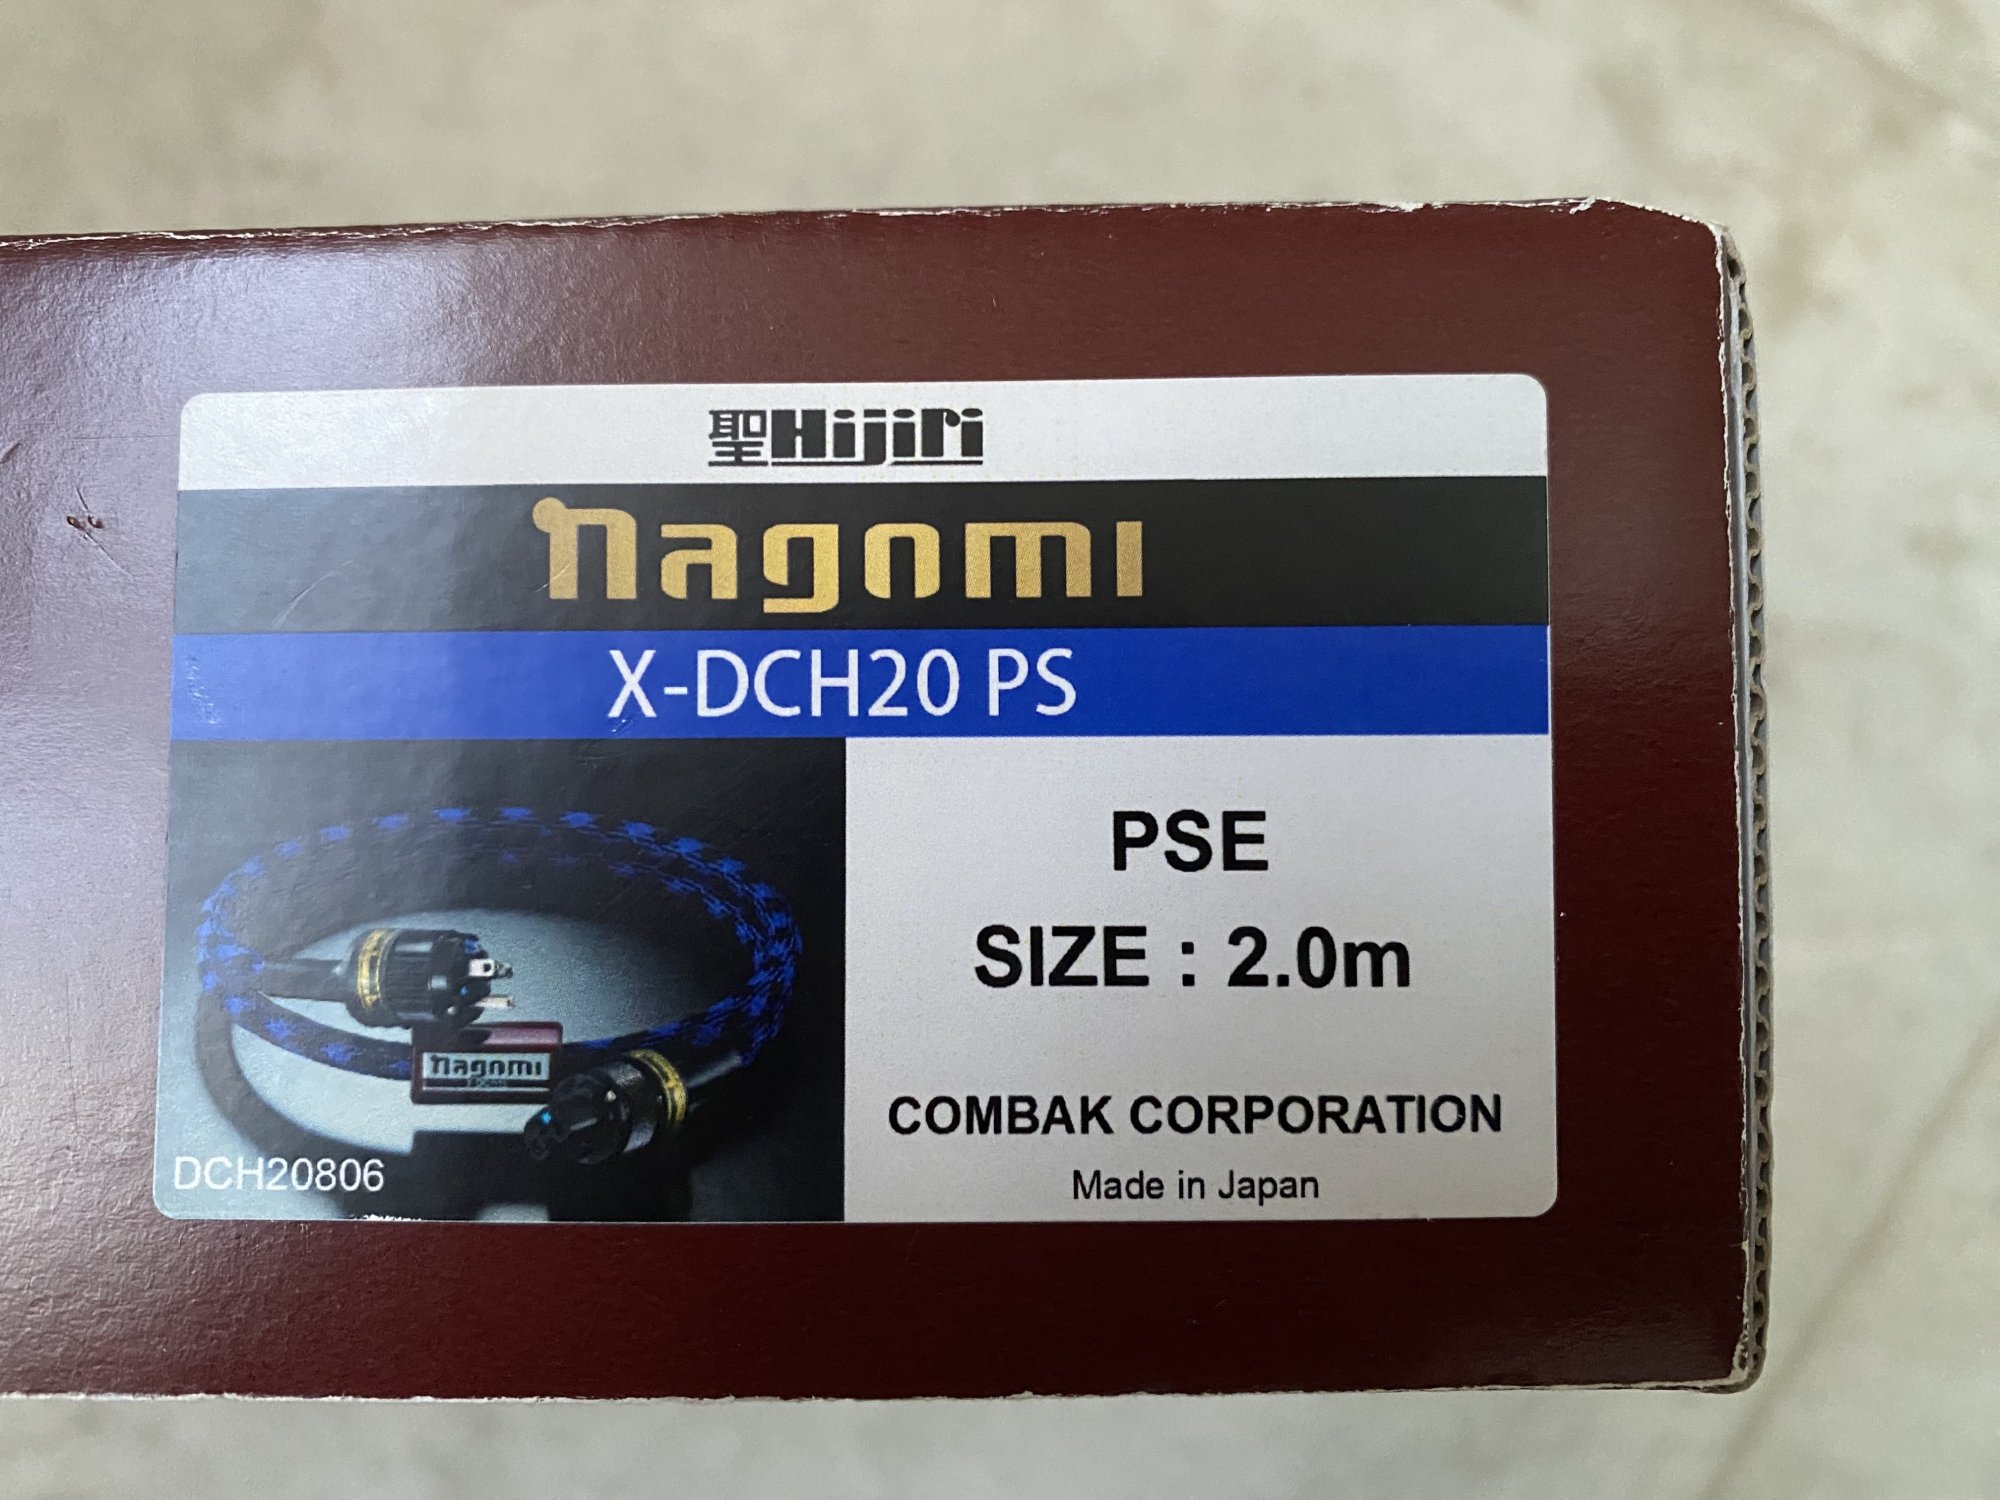 聖Hijiri
nagomi
X-DCH20 PS
PSE
SIZE : 2.0m
nagomi
DCH20806
COMBAK CORPORATION
Made in Japan